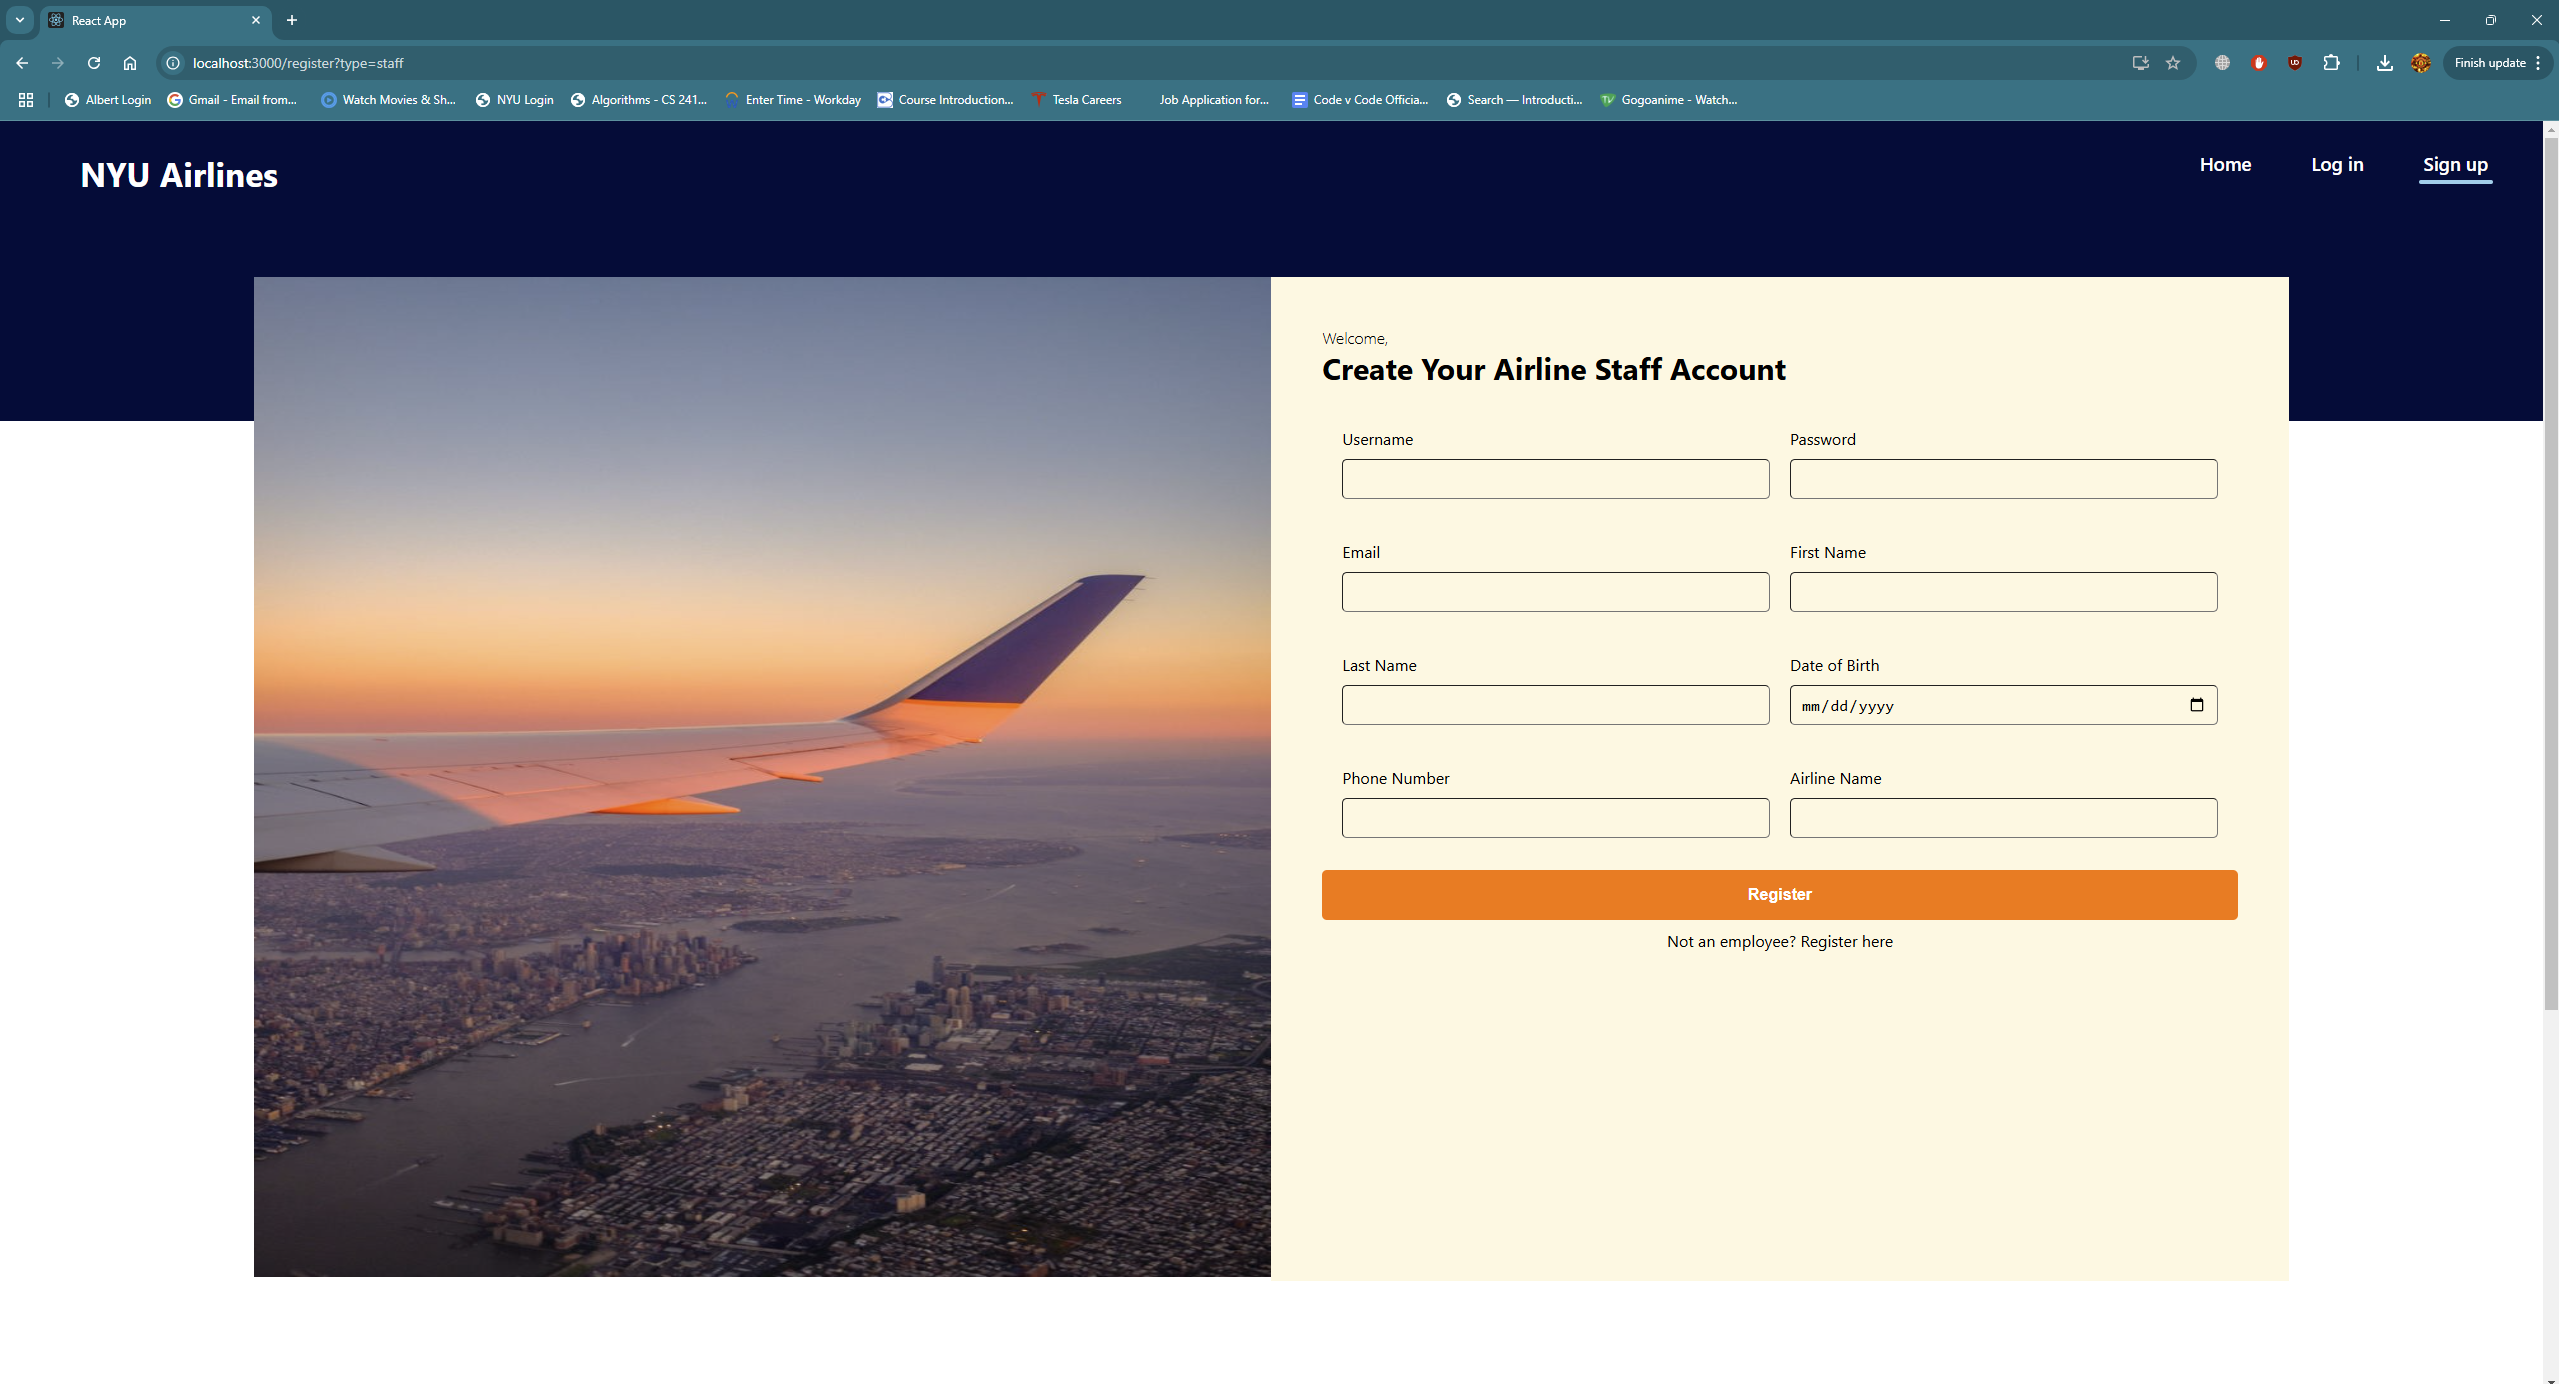 React App
localhost:3000/register?type=staff
Finish update
Albert Login
Gmail - Email from...
Watch Movies & Sh...
NYU Login
Algorithms - CS 241...
Enter Time - Workday
Course Introduction...
Tesla Careers
Job Application for...
Code v Code Officia...
Search — Introducti...
Gogoanime - Watch...
NYU Airlines
Home
Log in
Sign up
Welcome,
Create Your Airline Staff Account
Username
Password
Email
First Name
Last Name
Date of Birth
mm/dd/yyyy
Phone Number
Airline Name
Register
Not an employee? Register here